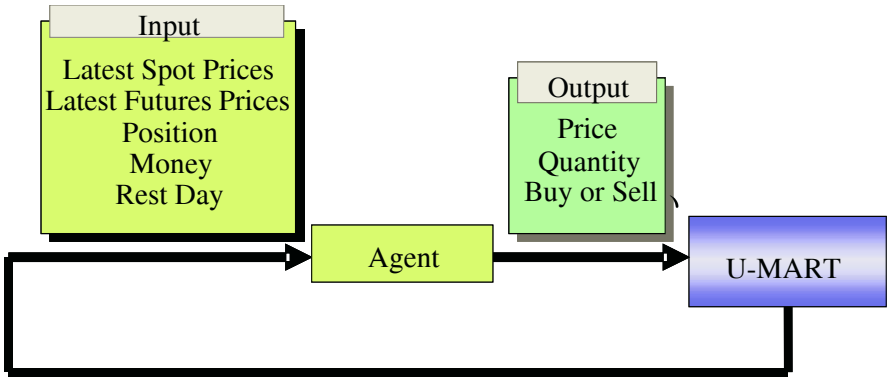 Input
Latest Spot Prices
Latest Futures Prices
Position
Money
Rest Day
Output
Price
Quantity
Buy or Sell
、
Agent
U-MART